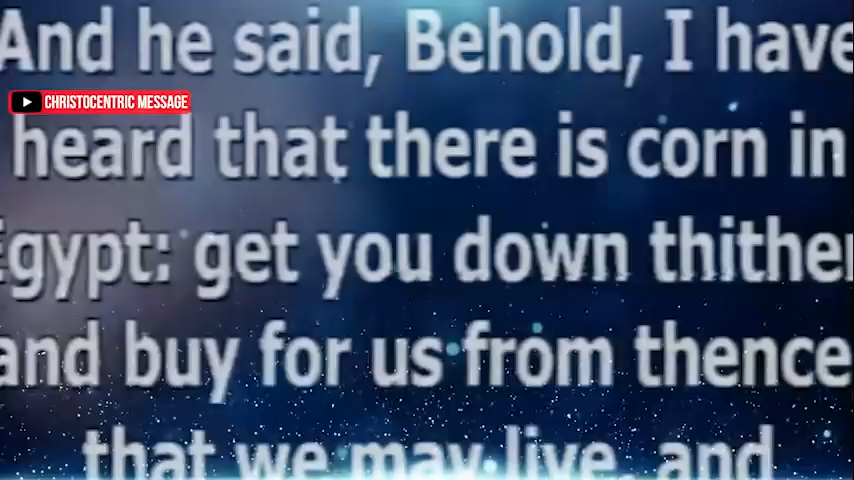 And he said, Behold, I have
CHRISTOCENTRIC MESSAGE
heard that there is corn in
Egypt: get you down thither
and buy for us from thence
that we may live, and